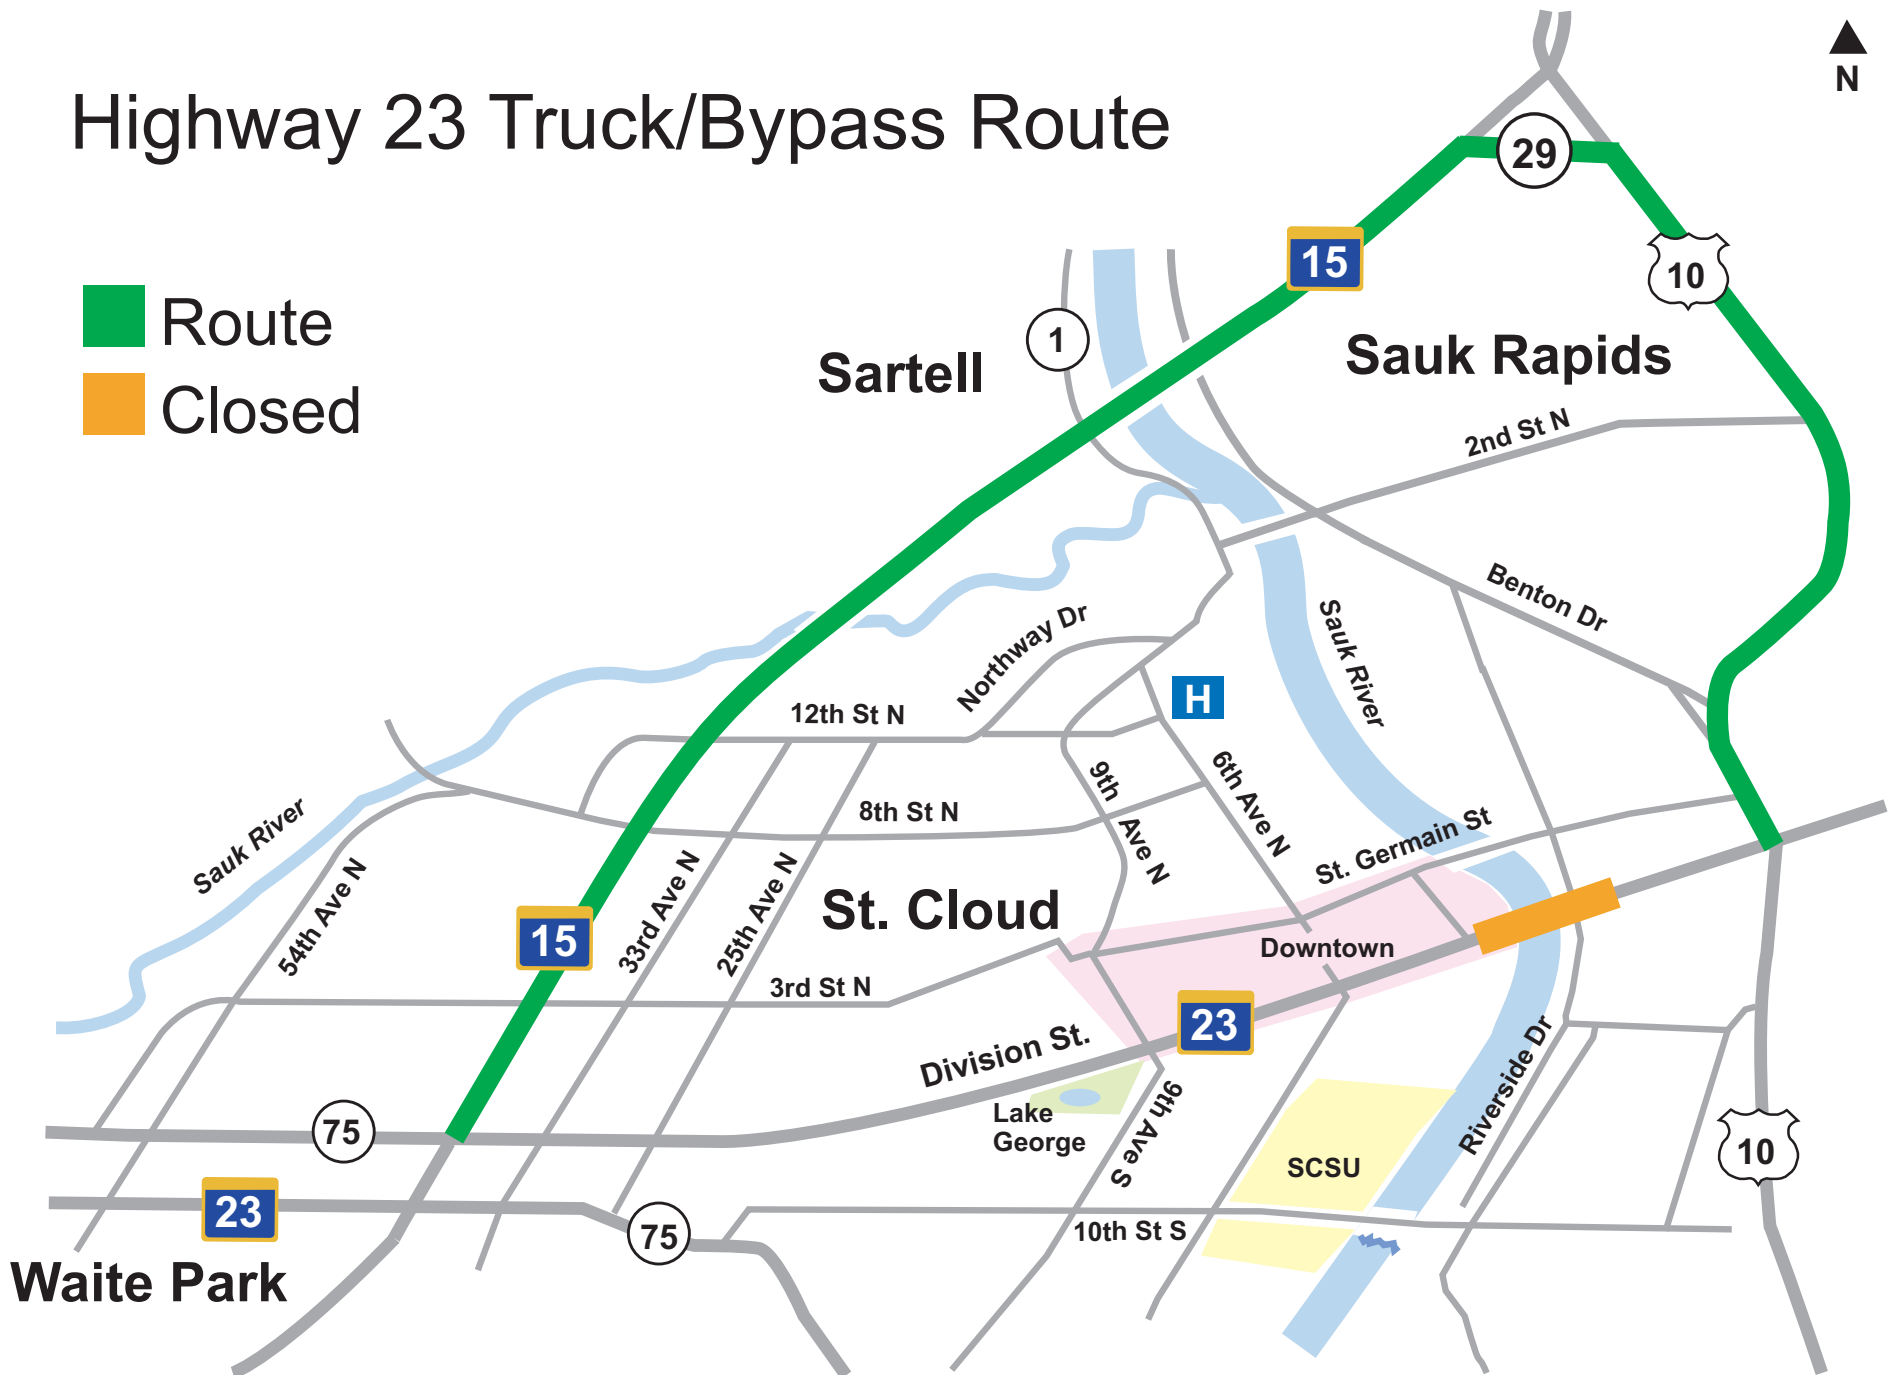 N
Highway 23 Truck/Bypass Route
29
15
10
Route
Closed
1
Sartell
Sauk Rapids
2nd St N
Benton Dr
Sauk River
Northway Dr
H
12th St N
9th Ave N
6th Ave N
8th St N
St. Germain St
Sauk River
54th Ave N
33rd Ave N
25th Ave N
St. Cloud
15
Downtown
3rd St N
23
Division St.
Riverside Dr
Lake
George
9th Ave S
75
SCSU
10
23
75
10th St S
Waite Park